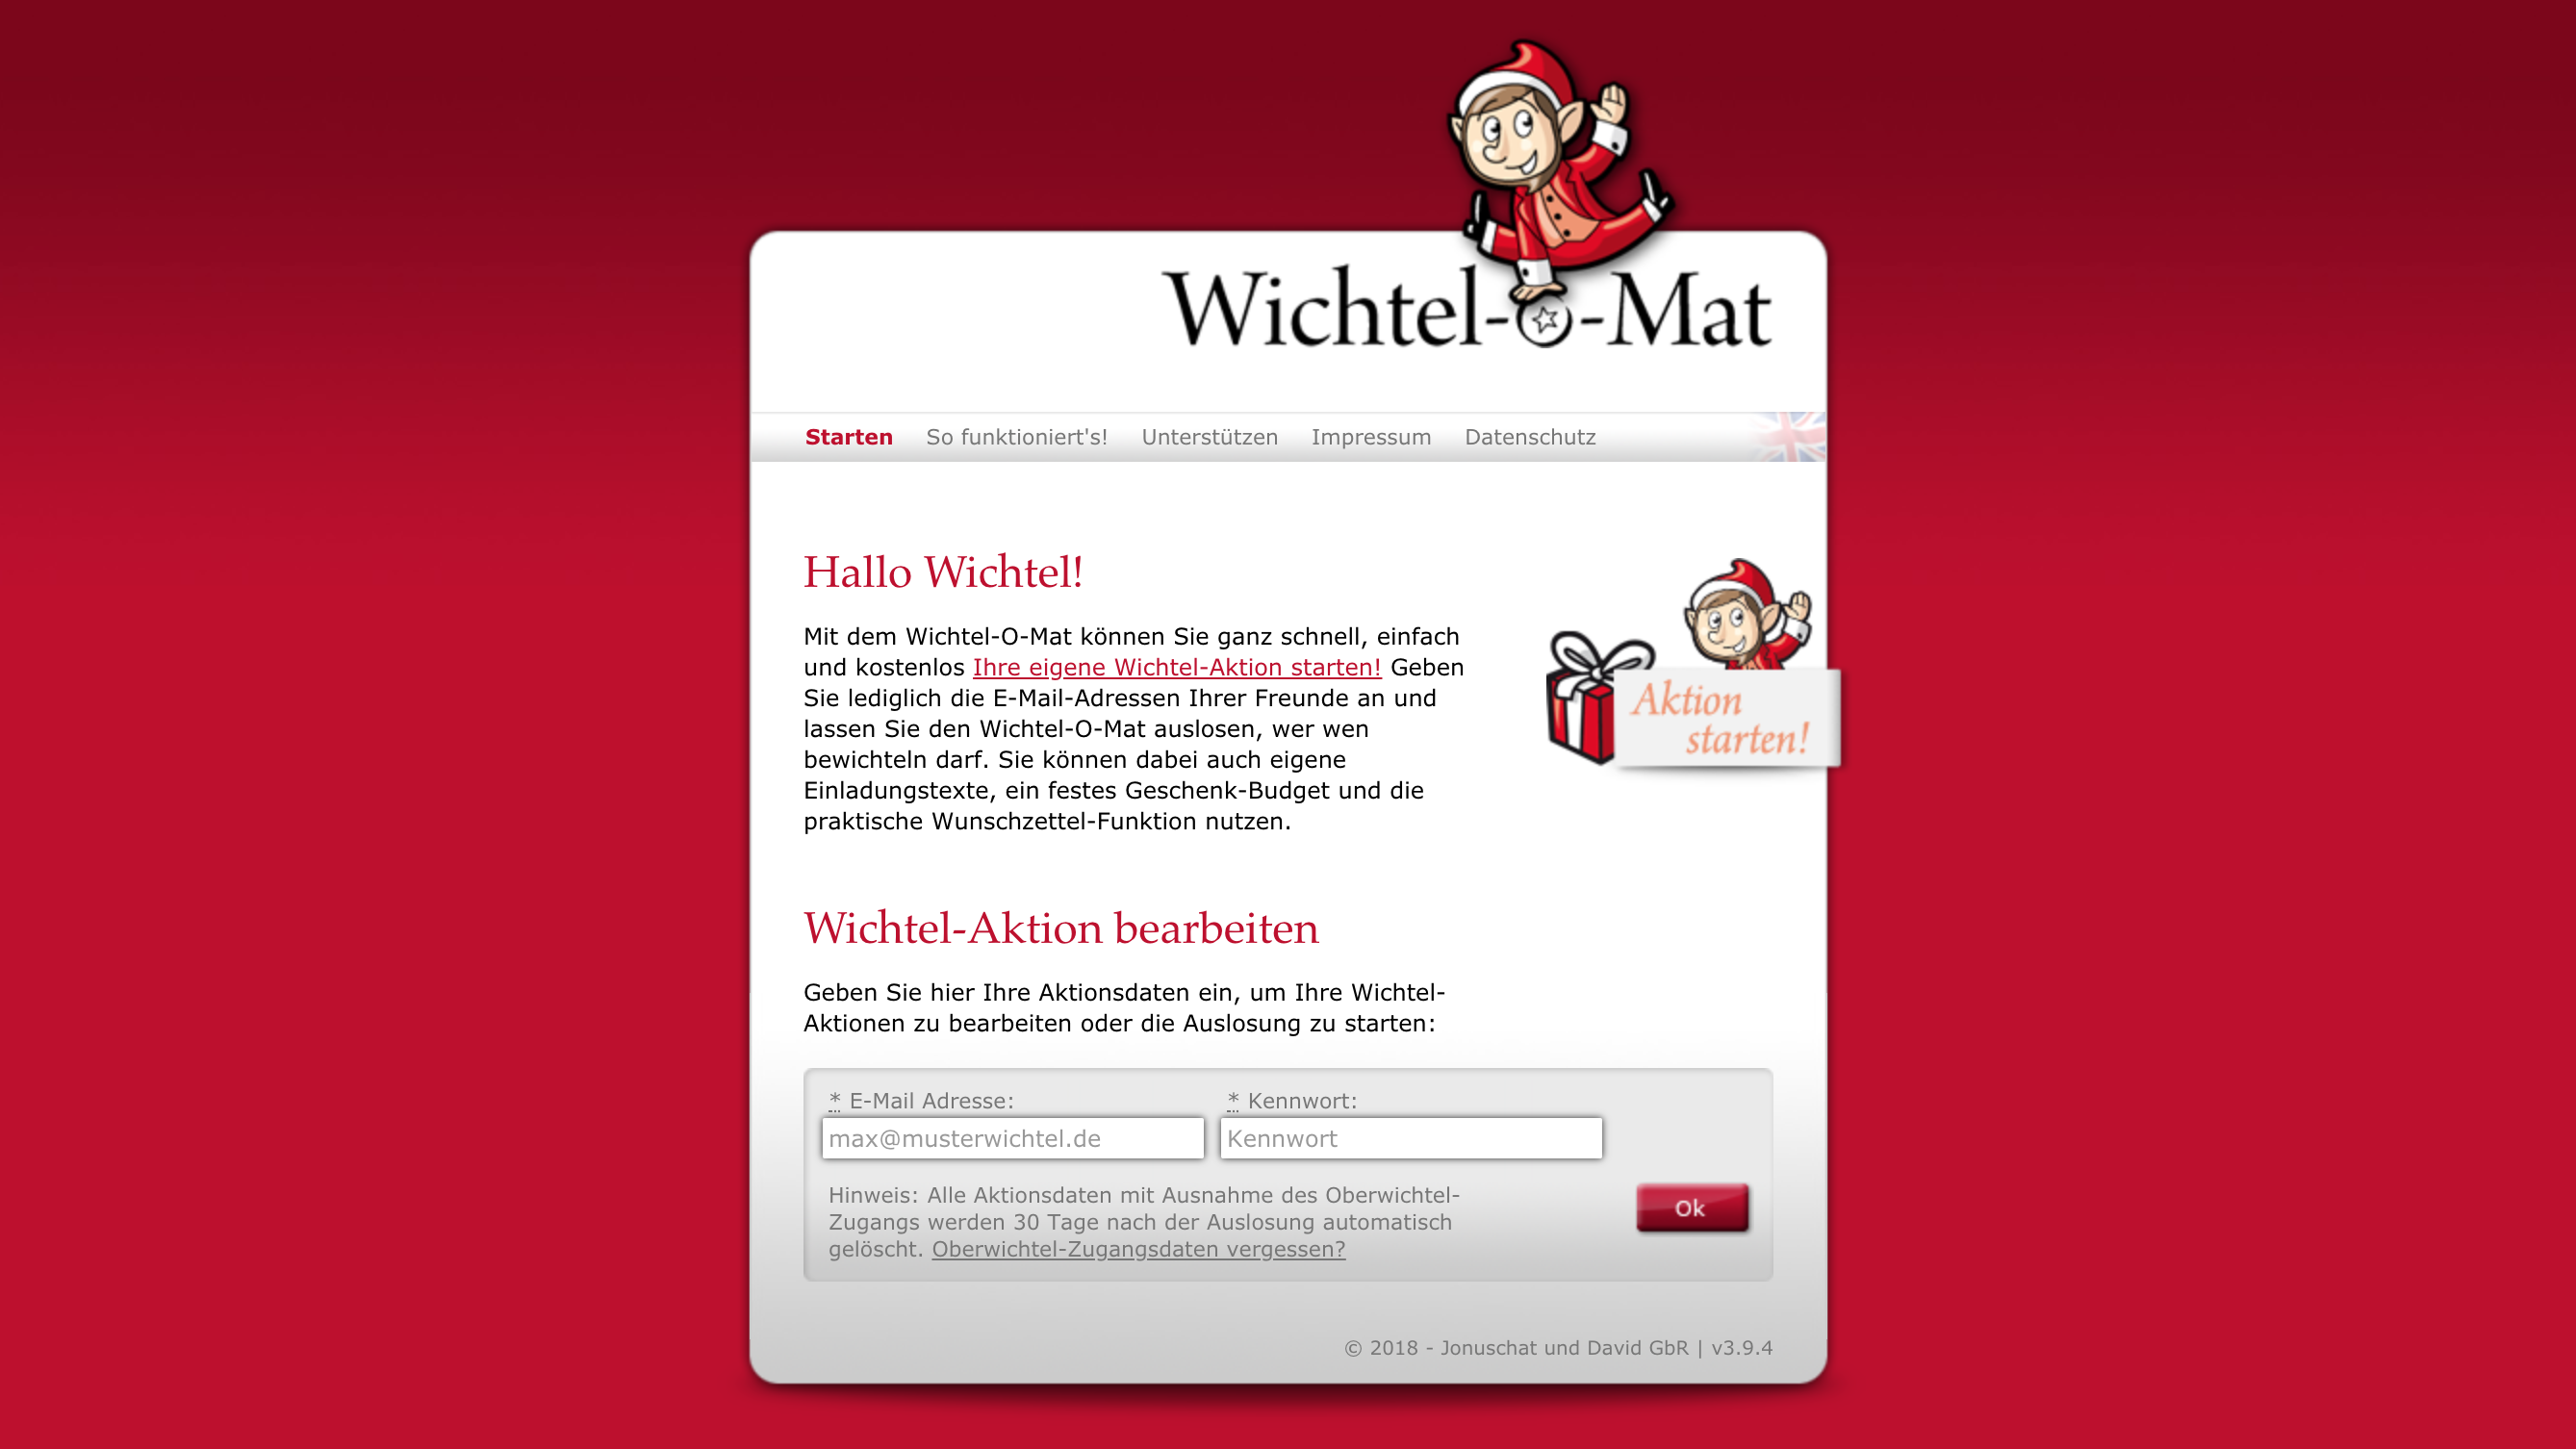 Wichtel-O-Mat
Starten So funktioniert's! Unterstützen Impressum Datenschutz
Hallo Wichtel!
Mit dem Wichtel-O-Mat können Sie ganz schnell, einfach
und kostenlos Ihre eigene Wichtel-Aktion starten! Geben
Sie lediglich die E-Mail-Adressen Ihrer Freunde an und
lassen Sie den Wichtel-O-Mat auslosen, wer wen
bewichteln darf. Sie können dabei auch eigene
Einladungstexte, ein festes Geschenk-Budget und die
praktische Wunschzettel-Funktion nutzen.
Aktion
starten!
Wichtel-Aktion bearbeiten
Geben Sie hier Ihre Aktionsdaten ein, um Ihre Wichtel-
Aktionen zu bearbeiten oder die Auslosung zu starten:
* E-Mail Adresse: * Kennwort:
max@musterwichtel.de Kennwort
Hinweis: Alle Aktionsdaten mit Ausnahme des Oberwichtel-
Zugangs werden 30 Tage nach der Auslosung automatisch
gelöscht. Oberwichtel-Zugangsdaten vergessen?
Ok
© 2018 - Jonuschat und David GbR | v3.9.4